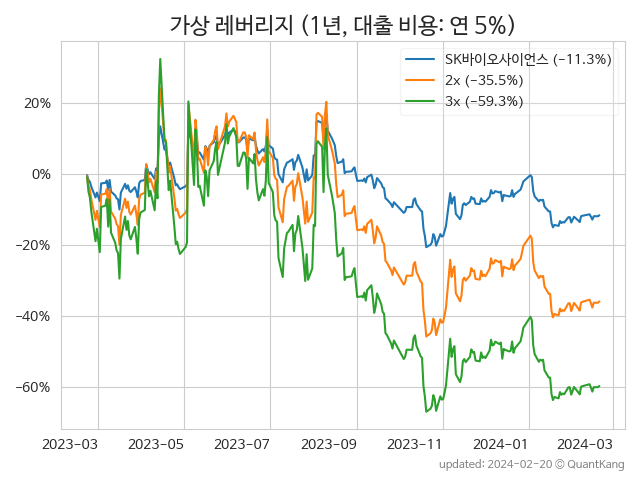 가상 레버리지 (1년, 대출 비용: 연 5%)
SK바이오사이언스 (−11.3%)
2x (−35.5%)
3x (−59.3%)
20%
0%
−20%
−40%
−60%
2023-03 2023-05 2023-07 2023-09 2023-11 2024-01 2024-03
updated: 2024-02-20 © QuantKang